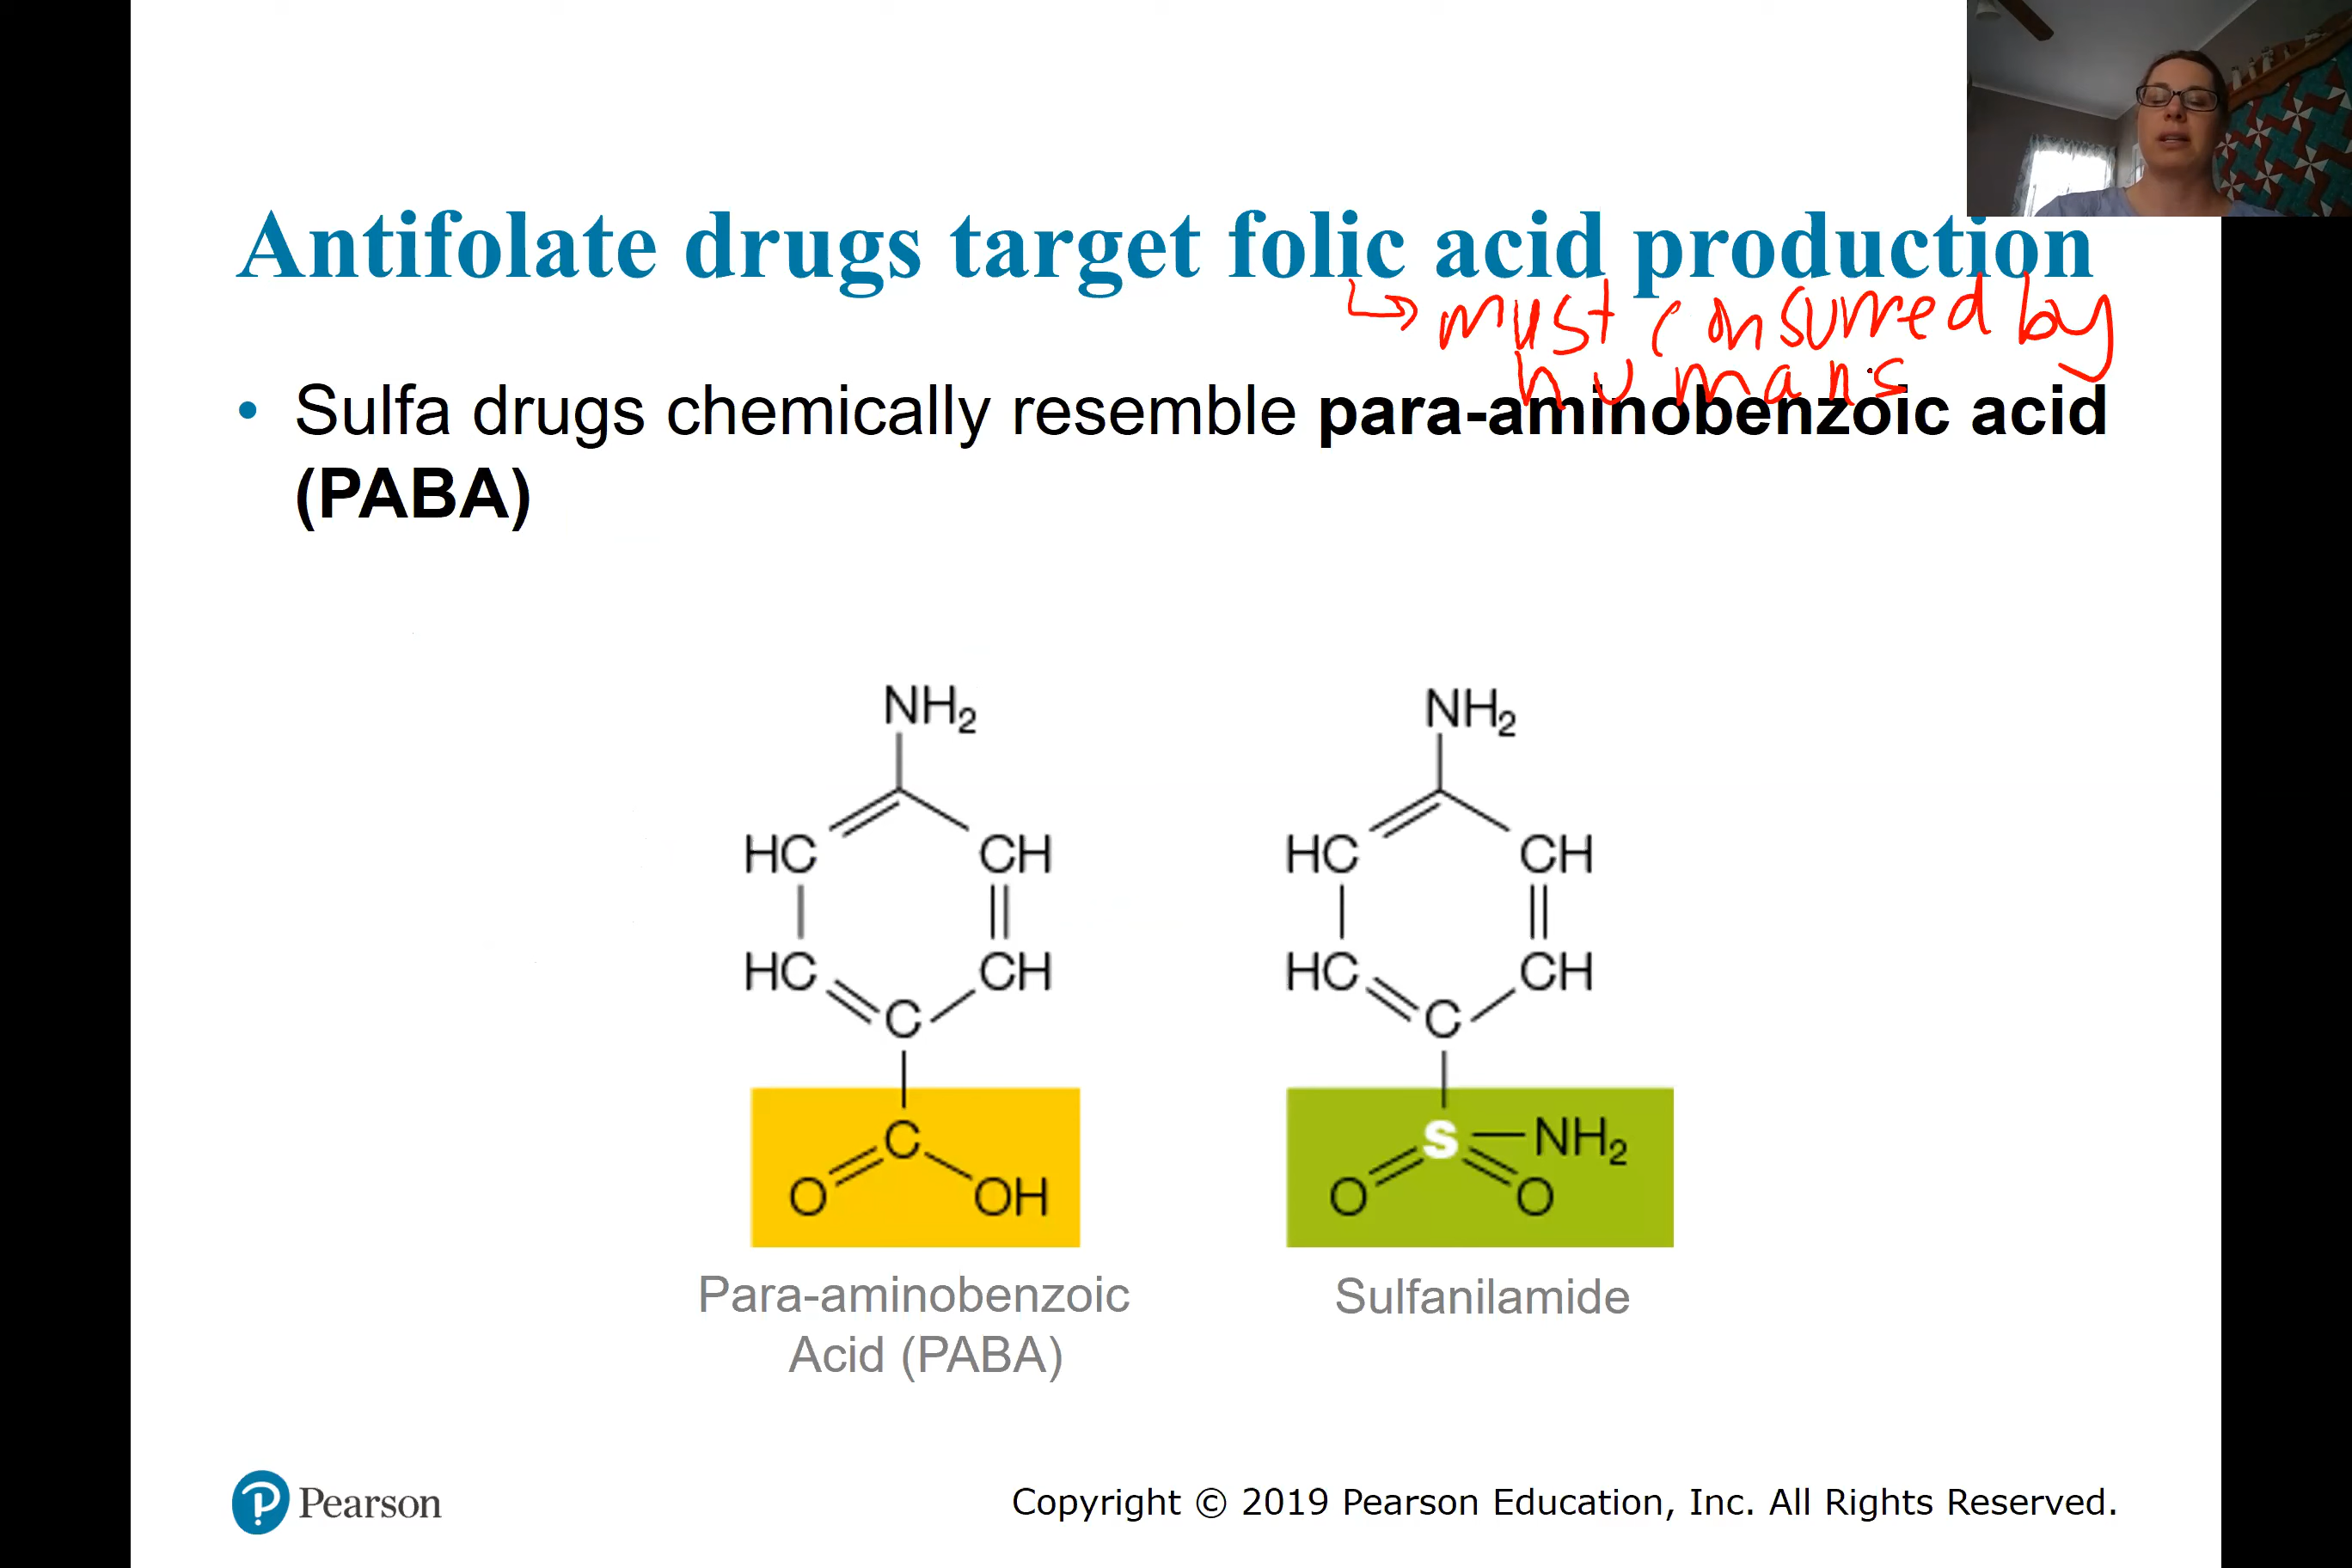 Antifolate drugs target folic acid production
must consumed by
humans
• Sulfa drugs chemically resemble para-aminobenzoic acid
(PABA)
NH2 NH2
HC CH HC CH
HC CH HC CH
C C
C S NH2
O OH O O
Para-aminobenzoic Sulfanilamide
Acid (PABA)
Pearson Copyright © 2019 Pearson Education, Inc. All Rights Reserved.